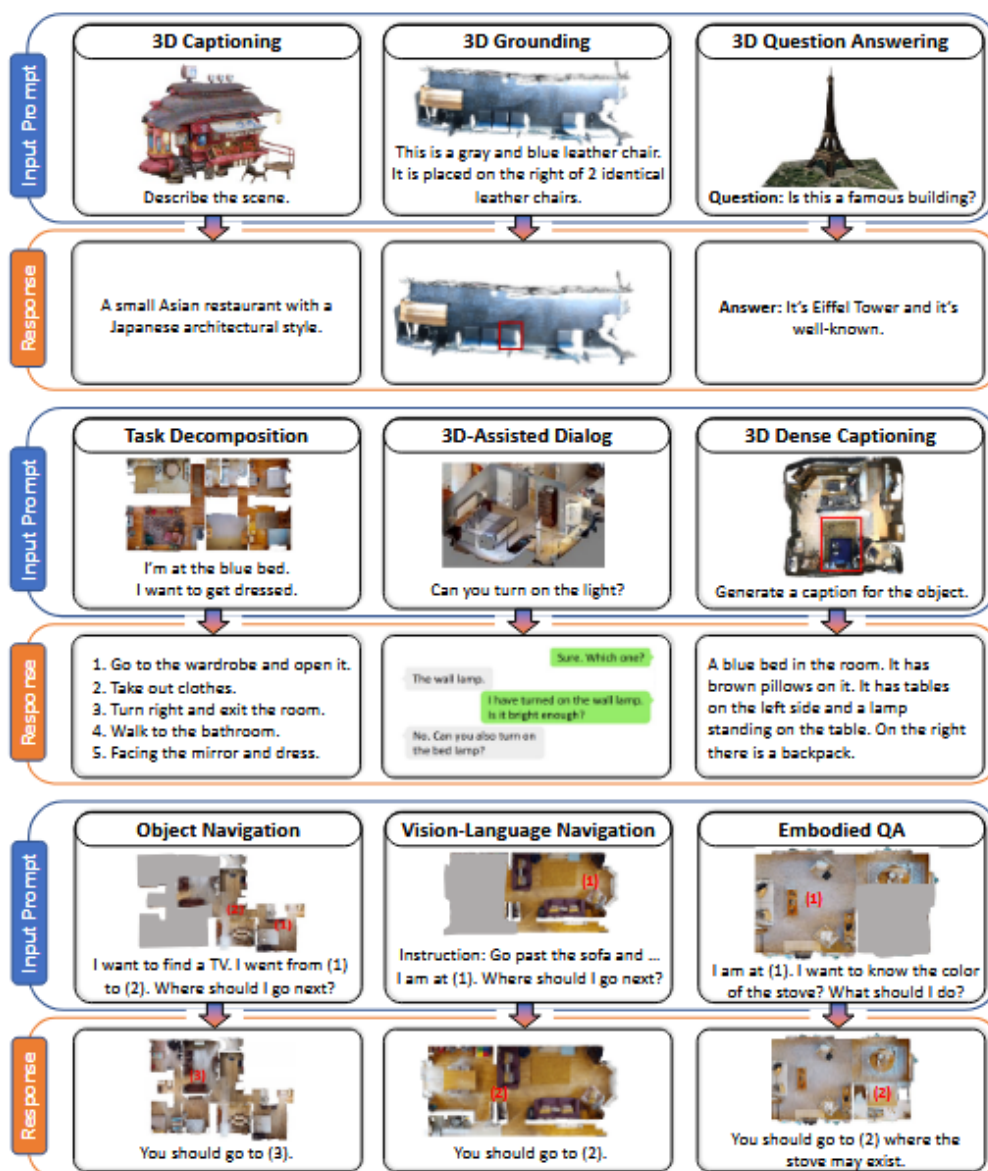 3D Captioning
3D Grounding
3D Question Answering
Input Prompt
Describe the scene.
This is a gray and blue leather chair.
It is placed on the right of 2 identical
leather chairs.
Question: Is this a famous building?
Response
A small Asian restaurant with a
Japanese architectural style.
Answer: It's Eiffel Tower and it's
well-known.
Task Decomposition
3D-Assisted Dialog
3D Dense Captioning
Input Prompt
I'm at the blue bed.
I want to get dressed.
Can you turn on the light?
Generate a caption for the object.
Response
1. Go to the wardrobe and open it.
2. Take out clothes.
3. Turn right and exit the room.
4. Walk to the bathroom.
5. Facing the mirror and dress.
Sure. Which one?
The wall lamp.
I have turned on the wall lamp.
Is it bright enough?
No. Can you also turn on
the bed lamp?
A blue bed in the room. It has
brown pillows on it. It has tables
on the left side and a lamp
standing on the table. On the right
there is a backpack.
Object Navigation
Vision-Language Navigation
Embodied QA
Input Prompt
(2)
(1)
I want to find a TV. I went from (1)
to (2). Where should I go next?
(1)
Instruction: Go past the sofa and ...
I am at (1). Where should I go next?
(1)
I am at (1). I want to know the color
of the stove? What should I do?
Response
(3)
You should go to (3).
(2)
You should go to (2).
(2)
You should go to (2) where the
stove may exist.